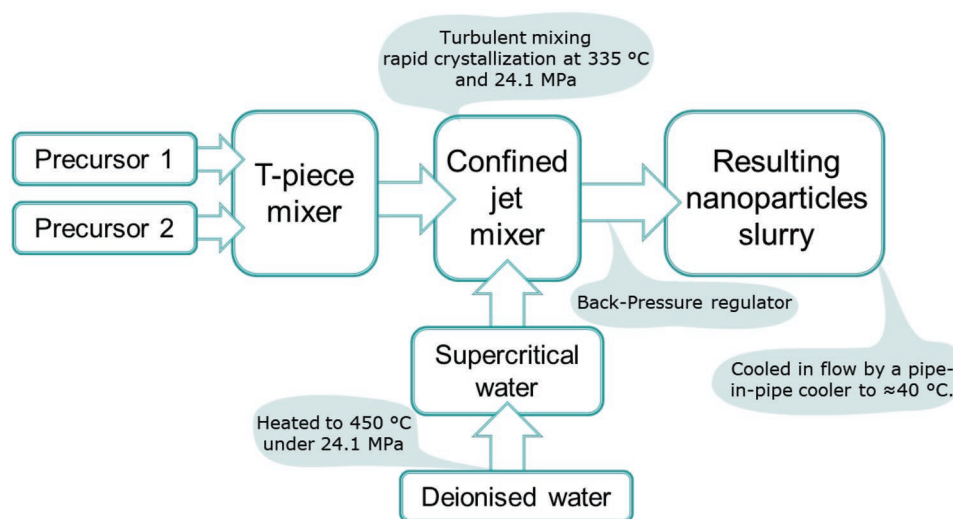 Turbulent mixing
rapid crystallization at 335 °C
and 24.1 MPa
Precursor 1
Precursor 2
T-piece
mixer
Confined
jet
mixer
Resulting
nanoparticles
slurry
Back-Pressure regulator
Supercritical
water
Cooled in flow by a pipe-
in-pipe cooler to ≈40 °C.
Heated to 450 °C
under 24.1 MPa
Deionised water